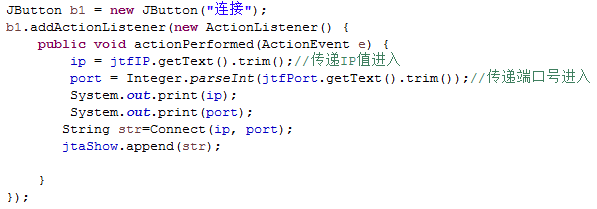 JButton b1 = new JButton("连接");
b1.addActionListener(new ActionListener() {
public void actionPerformed(ActionEvent e) {
ip = jtfIP.getText().trim();//传递IP值进入
port = Integer.parseInt(jtfPort.getText().trim());//传递端口号进入
System.out.print(ip);
System.out.print(port);
String str=Connect(ip, port);
jtaShow.append(str);
}
});